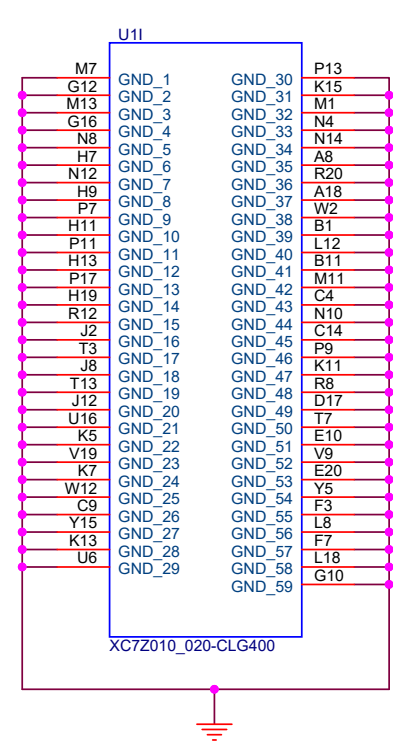 U1I
M7 GND_1 GND_30 P13
G12 GND_2 GND_31 K15
M13 GND_3 GND_32 M1
G16 GND_4 GND_33 N4
N8 GND_5 GND_34 N14
H7 GND_6 GND_35 A8
N12 GND_7 GND_36 R20
H9 GND_8 GND_37 A18
P7 GND_9 GND_38 W2
H11 GND_10 GND_39 B1
P11 GND_11 GND_40 L12
H13 GND_12 GND_41 B11
P17 GND_13 GND_42 M11
H19 GND_14 GND_43 C4
R12 GND_15 GND_44 N10
J2 GND_16 GND_45 C14
T3 GND_17 GND_46 P9
J8 GND_18 GND_47 K11
T13 GND_19 GND_48 R8
J12 GND_20 GND_49 D17
U16 GND_21 GND_50 T7
K5 GND_22 GND_51 E10
V19 GND_23 GND_52 V9
K7 GND_24 GND_53 E20
W12 GND_25 GND_54 Y5
C9 GND_26 GND_55 F3
Y15 GND_27 GND_56 L8
K13 GND_28 GND_57 F7
U6 GND_29 GND_58 L18
GND_59 G10
XC7Z010_020-CLG400